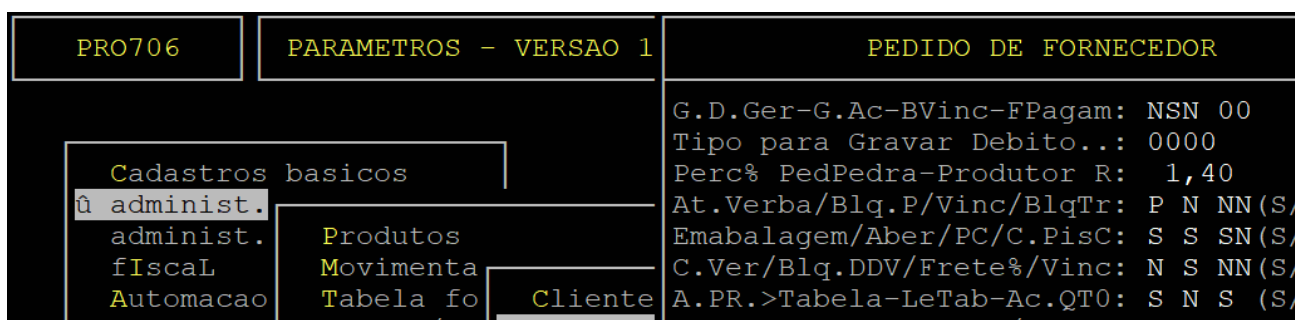 PRO706 PARAMETROS - VERSAO 1 PEDIDO DE FORNECEDOR
G.D.Ger-G.Ac-BVinc-FPagam: NSN 00
Tipo para Gravar Debito..: 0000
Cadastros basicos Perc% PedPedra-Produtor R: 1,40
û administ. At.Verba/Blq.P/Vinc/BlqTr: P N NN(S/
administ. Produtos Emabalagem/Aber/PC/C.PisC: S S SN(S/
fIscaL Movimenta C.Ver/Blq.DDV/Frete%/Vinc: N S NN(S/
Automacao Tabela fo Cliente A.PR.>Tabela-LeTab-Ac.QT0: S N S (S/